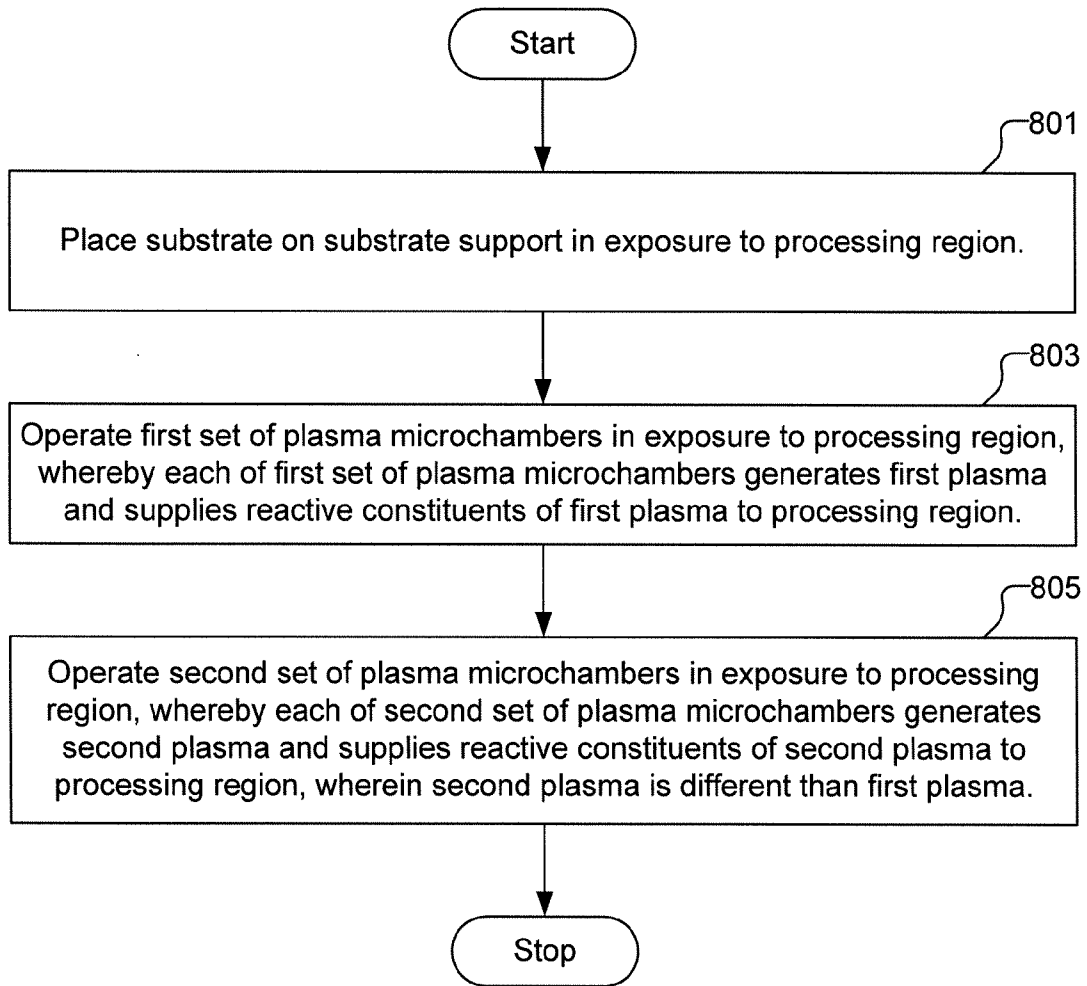 Start
801
Place substrate on substrate support in exposure to processing region.
803
Operate first set of plasma microchambers in exposure to processing region,
whereby each of first set of plasma microchambers generates first plasma
and supplies reactive constituents of first plasma to processing region.
805
Operate second set of plasma microchambers in exposure to processing
region, whereby each of second set of plasma microchambers generates
second plasma and supplies reactive constituents of second plasma to
processing region, wherein second plasma is different than first plasma.
Stop